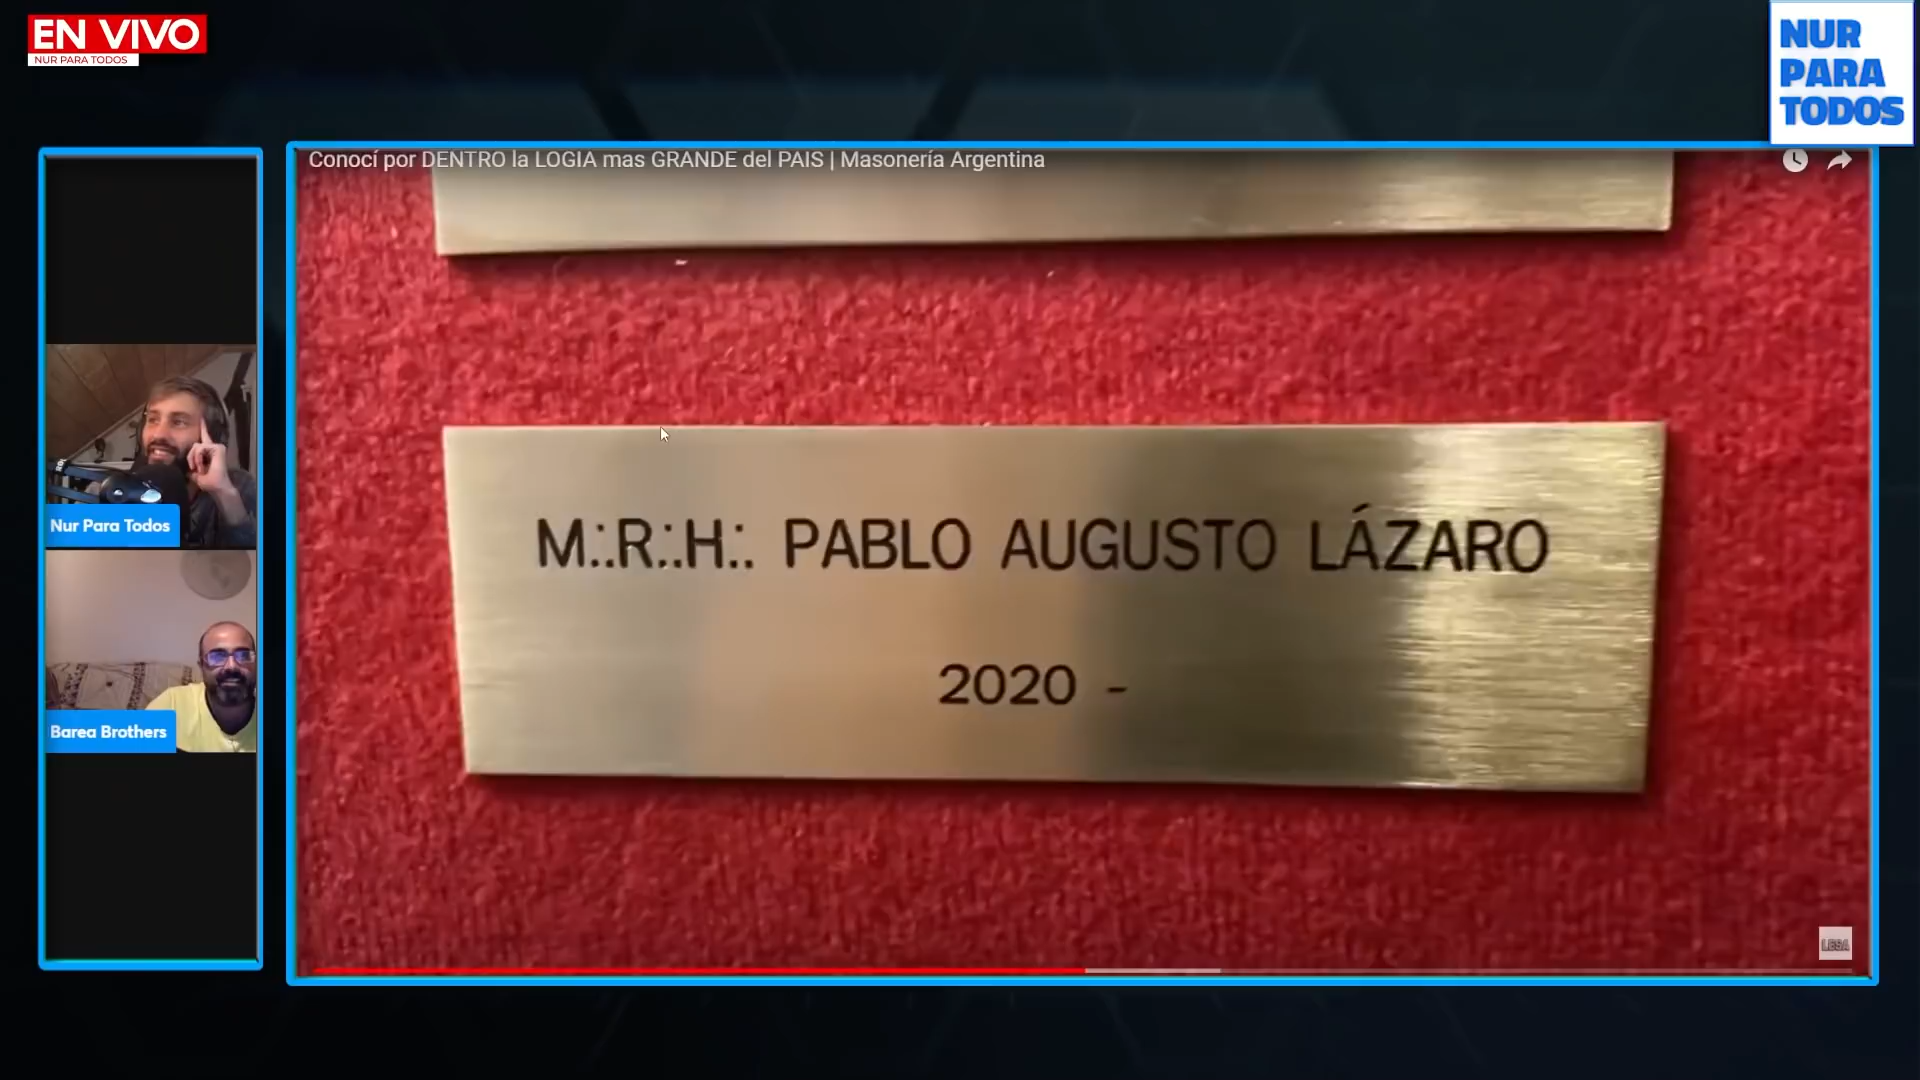 EN VIVO
NUR PARA TODOS
NUR
PARA
TODOS
Conocí por DENTRO la LOGIA mas GRANDE del PAIS | Masonería Argentina
M.·.R.·.H.·. PABLO AUGUSTO LÁZARO
2020 -
Nur Para Todos
Barea Brothers